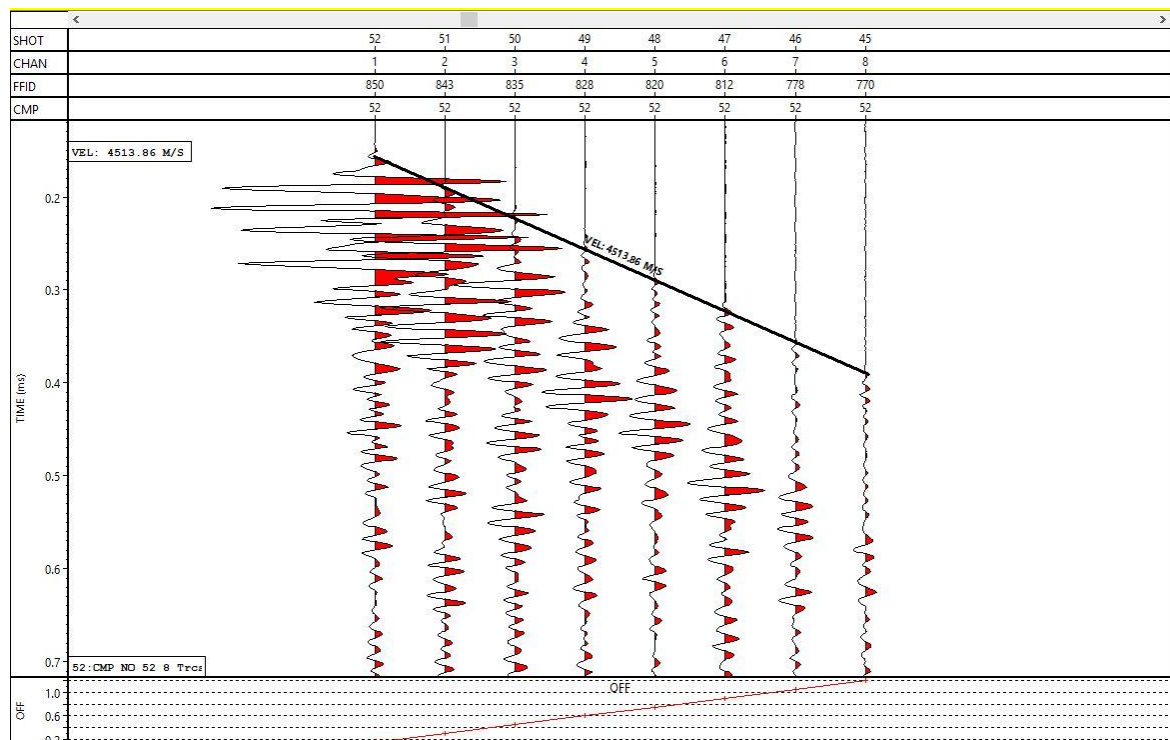 SHOT 52 51 50 49 48 47 46 45
CHAN 1 2 3 4 5 6 7 8
FFID 850 843 835 828 820 812 778 770
CMP 52 52 52 52 52 52 52 52
VEL: 4513.86 M/S
0.2
VEL: 4513.86 M/S
0.3
TIME (ms)
0.4
0.5
0.6
0.7
52:CMP NO 52 8 Trcs
OFF
OFF
1.0
0.6